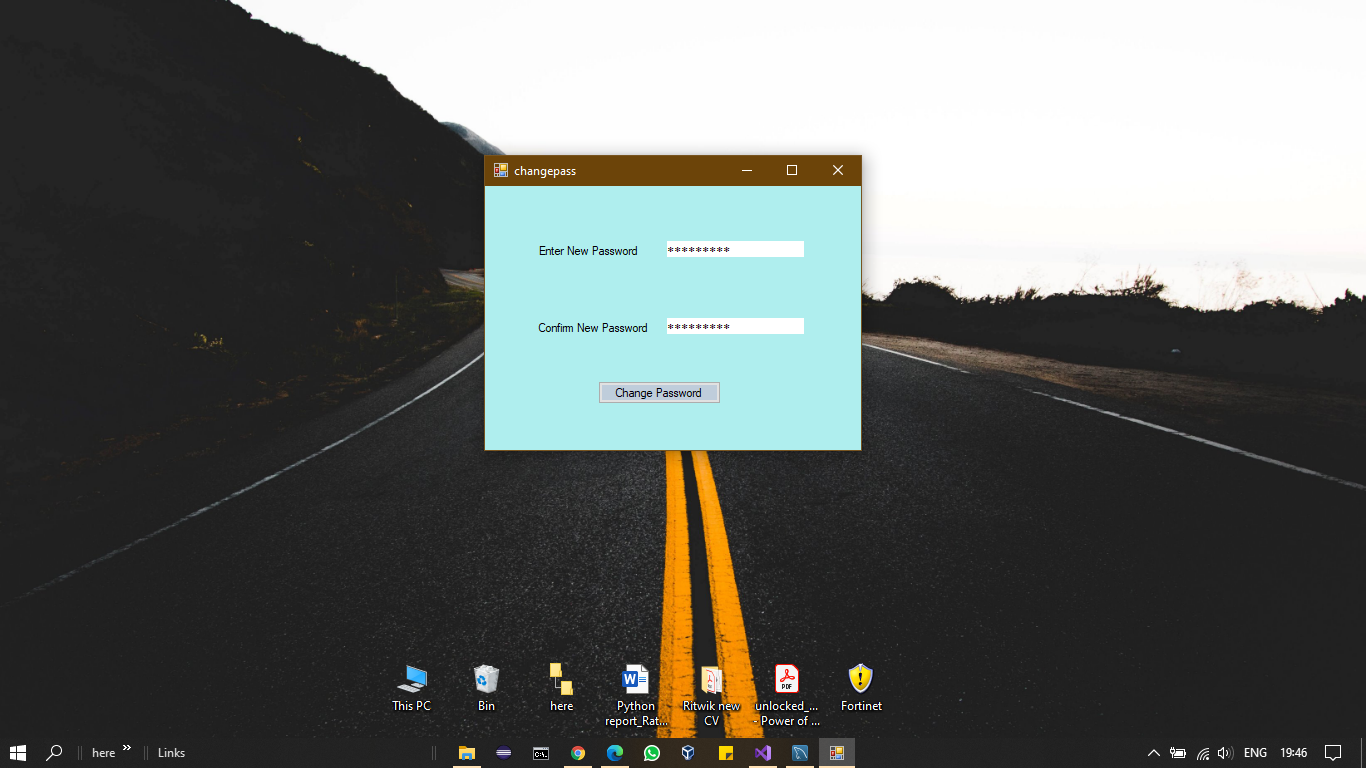 changepass
Enter New Password *********
Confirm New Password *********
Change Password
This PC
Bin
here
Python
report_Rat...
Ritwik new
CV
unlocked_...
- Power of ...
Fortinet
here » Links ENG 19:46